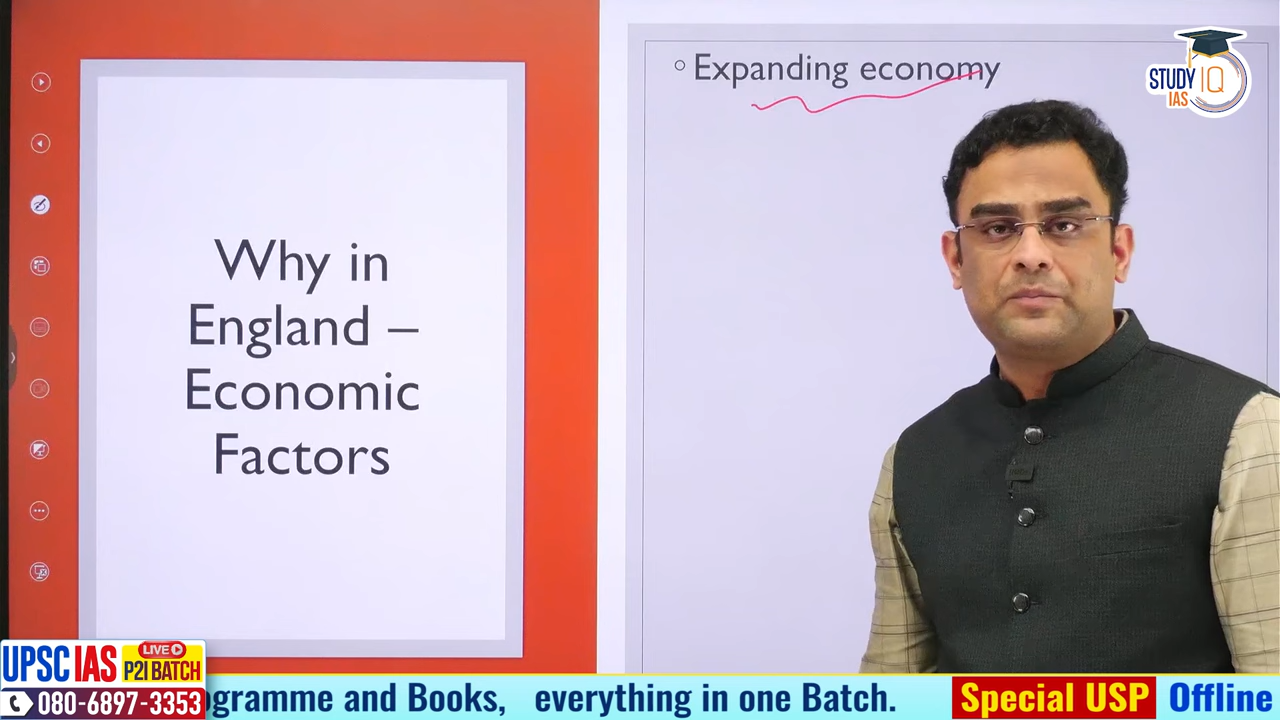 Why in
England –
Economic
Factors
Expanding economy
STUDY IQ
IAS
UPSC IAS
LIVE
P2I BATCH
080-6897-3353
ogramme and Books, everything in one Batch.
Special USP
Offline